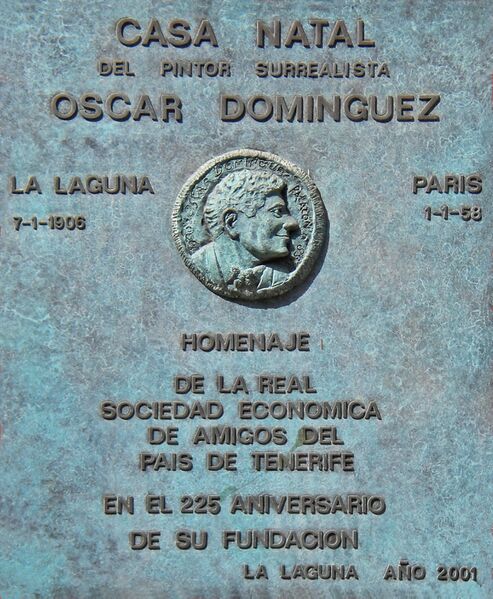 CASA NATAL
DEL PINTOR SURREALISTA
OSCAR DOMINGUEZ
LA LAGUNA
7-1-1906
PARIS
1-1-58
HOMENAJE
DE LA REAL
SOCIEDAD ECONOMICA
DE AMIGOS DEL
PAIS DE TENERIFE
EN EL 225 ANIVERSARIO
DE SU FUNDACION
LA LAGUNA AÑO 2001